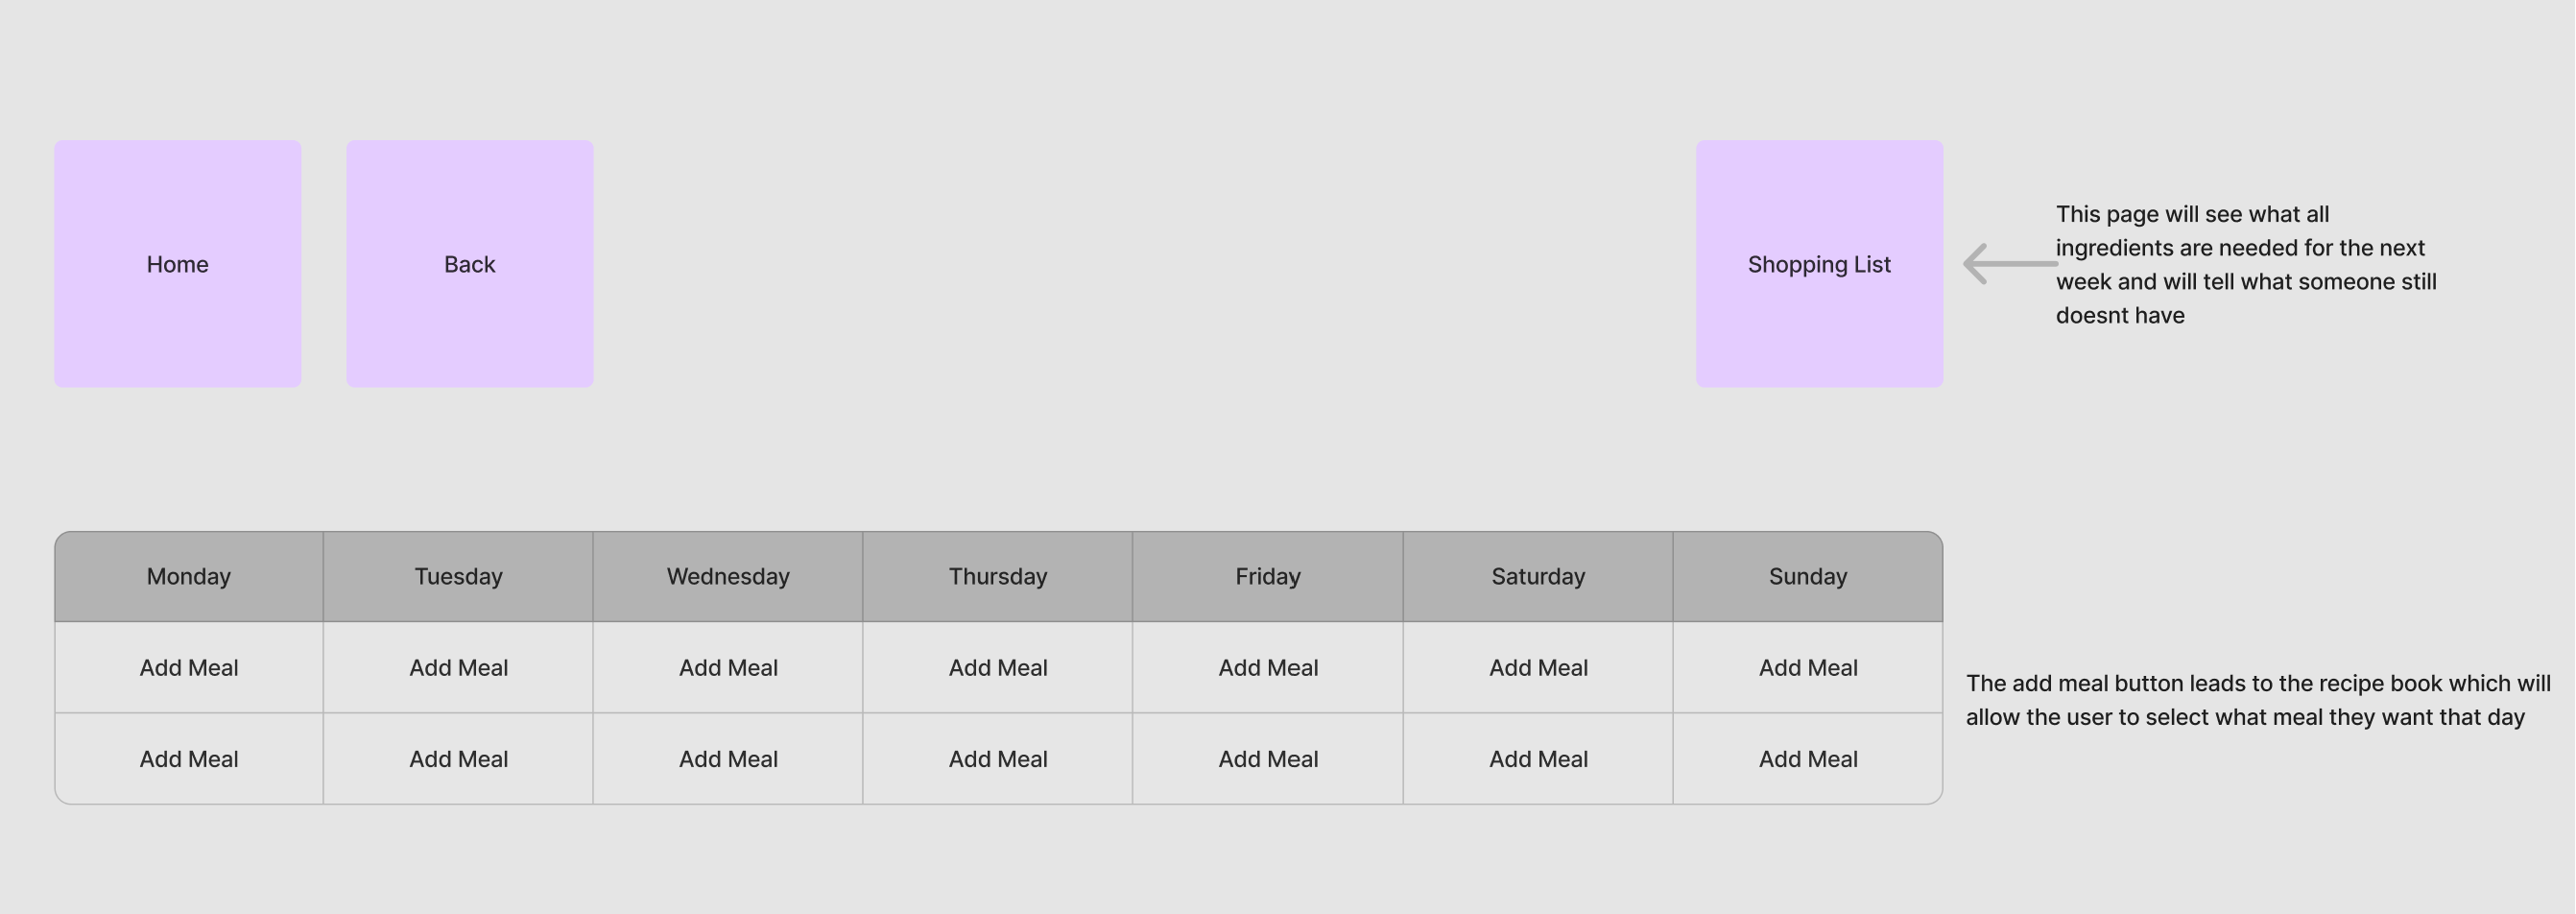 Home
Back
Shopping List
This page will see what all
ingredients are needed for the next
week and will tell what someone still
doesnt have
Monday Tuesday Wednesday Thursday Friday Saturday Sunday
Add Meal Add Meal Add Meal Add Meal Add Meal Add Meal Add Meal
Add Meal Add Meal Add Meal Add Meal Add Meal Add Meal Add Meal
The add meal button leads to the recipe book which will
allow the user to select what meal they want that day